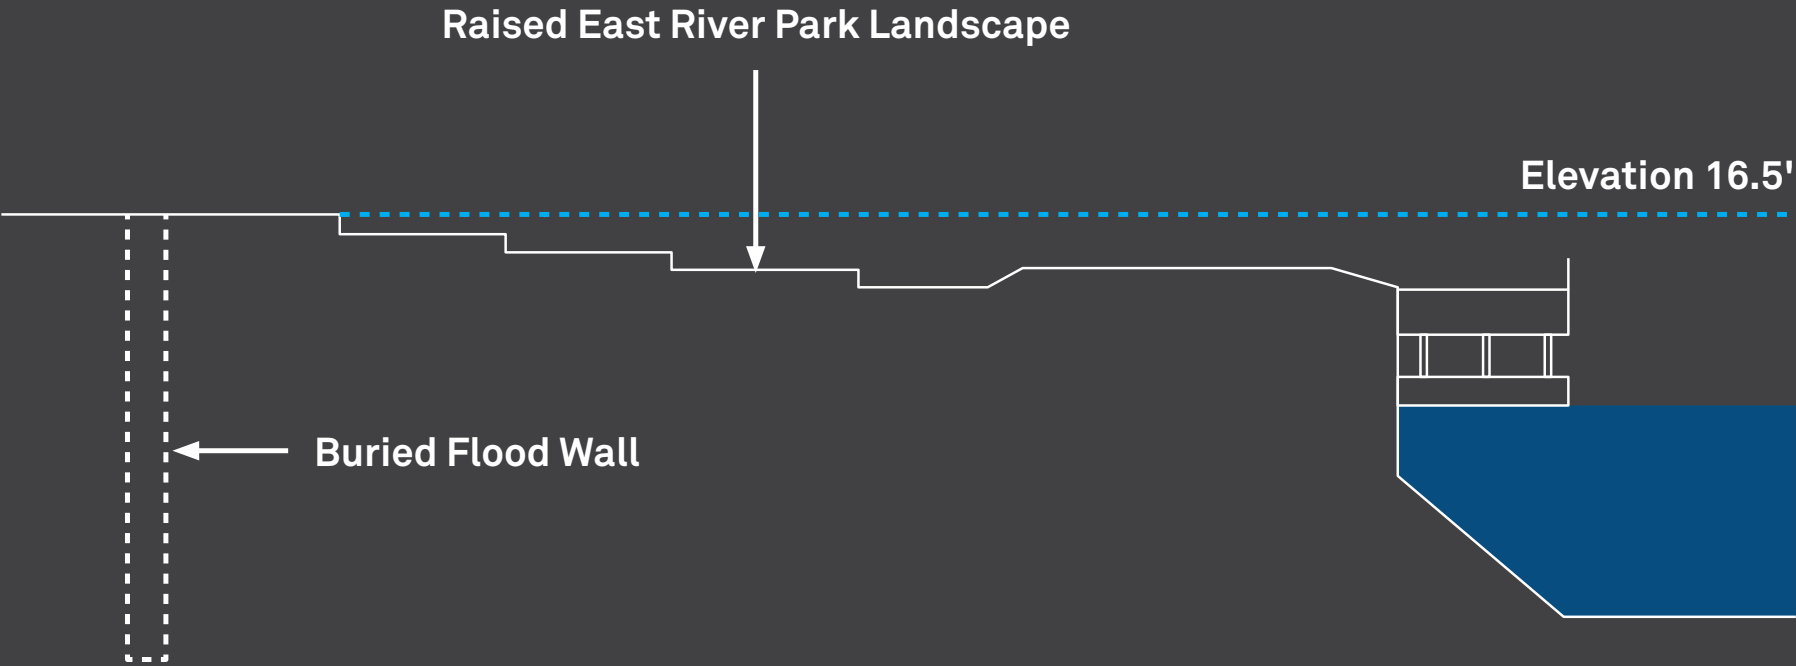 Raised East River Park Landscape
Elevation 16.5'
Buried Flood Wall